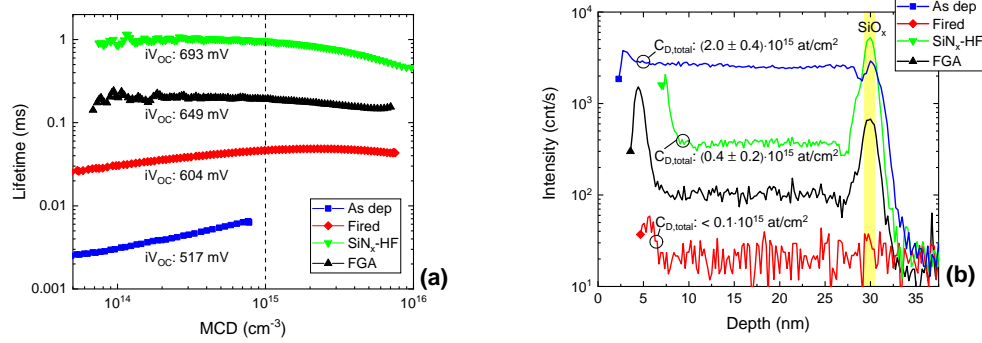 (a)
Lifetime (ms)
1
0.1
0.01
0.001
iV_OC: 693 mV
iV_OC: 649 mV
iV_OC: 604 mV
iV_OC: 517 mV
As dep
Fired
SiN_x-HF
FGA
10^14
10^15
10^16
MCD (cm^-3)
(b)
Intensity (cnt/s)
10^4
10^3
10^2
10^1
SiO_x
As dep
Fired
SiN_x-HF
FGA
C_D,total: (2.0 ± 0.4)·10^15 at/cm^2
C_D,total: (0.4 ± 0.2)·10^15 at/cm^2
C_D,total: < 0.1·10^15 at/cm^2
0 5 10 15 20 25 30 35
Depth (nm)